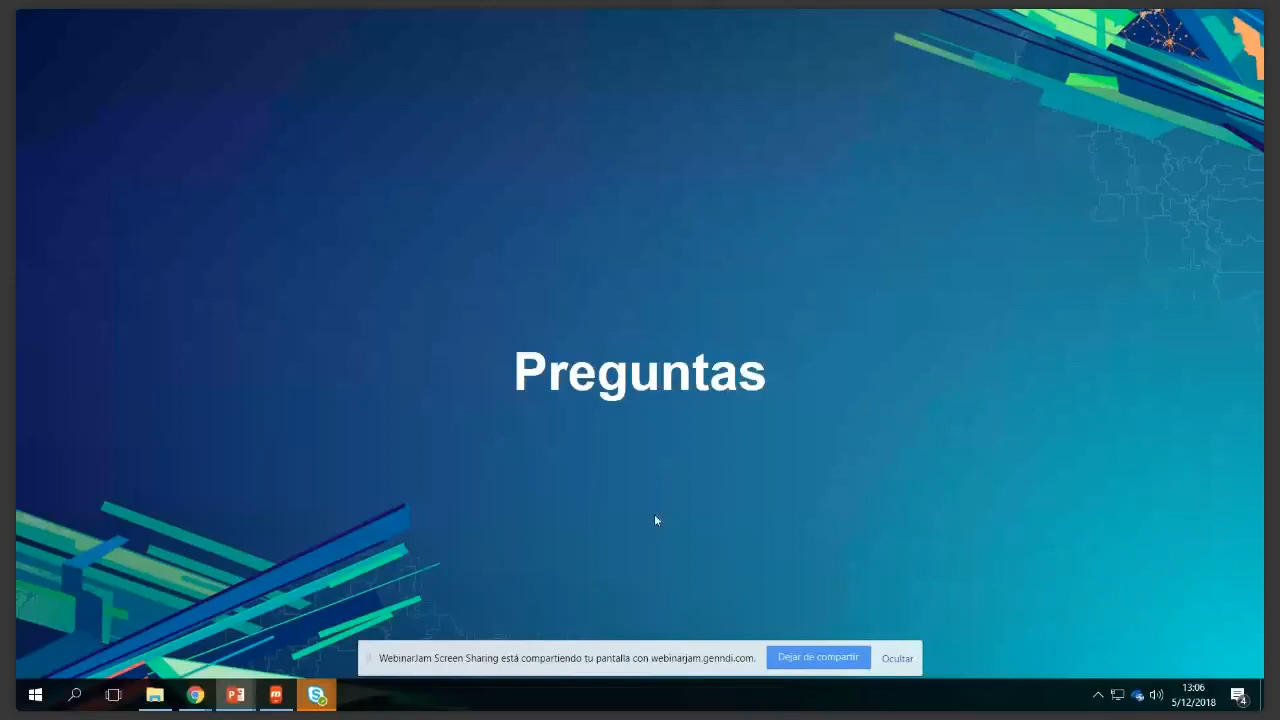 Preguntas
WebinarJam Screen Sharing está compartiendo tu pantalla con webinarjam.genndi.com.
Dejar de compartir
Ocultar
13:06
5/12/2018
4